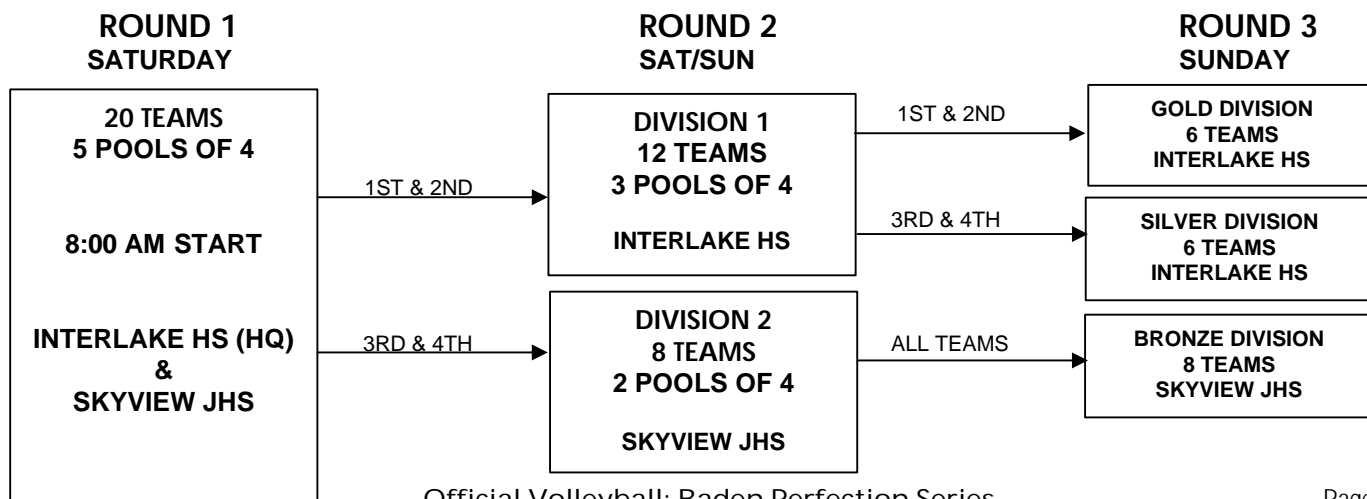 ROUND 1
SATURDAY
20 TEAMS
5 POOLS OF 4
8:00 AM START
INTERLAKE HS (HQ)
&
SKYVIEW JHS
1ST & 2ND
3RD & 4TH
ROUND 2
SAT/SUN
DIVISION 1
12 TEAMS
3 POOLS OF 4
INTERLAKE HS
DIVISION 2
8 TEAMS
2 POOLS OF 4
SKYVIEW JHS
1ST & 2ND
3RD & 4TH
ALL TEAMS
ROUND 3
SUNDAY
GOLD DIVISION
6 TEAMS
INTERLAKE HS
SILVER DIVISION
6 TEAMS
INTERLAKE HS
BRONZE DIVISION
8 TEAMS
SKYVIEW JHS
Official Volleyball: Baden Perfection Series
Page